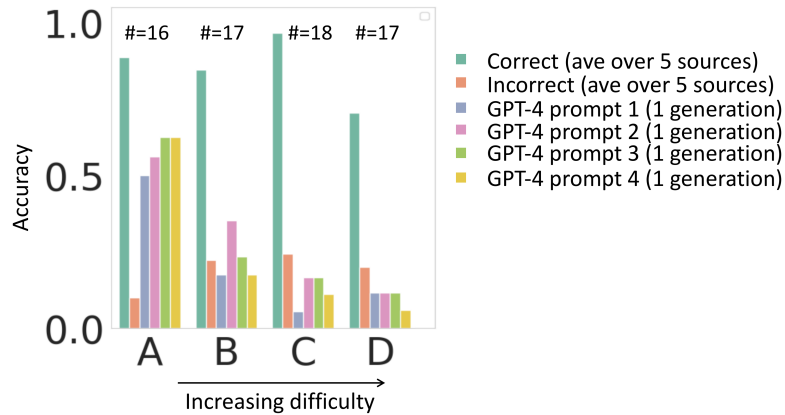 1.0
#=16
#=17
#=18
#=17
0.5
0.0
Accuracy
A
B
C
D
Increasing difficulty
Correct (ave over 5 sources)
Incorrect (ave over 5 sources)
GPT-4 prompt 1 (1 generation)
GPT-4 prompt 2 (1 generation)
GPT-4 prompt 3 (1 generation)
GPT-4 prompt 4 (1 generation)